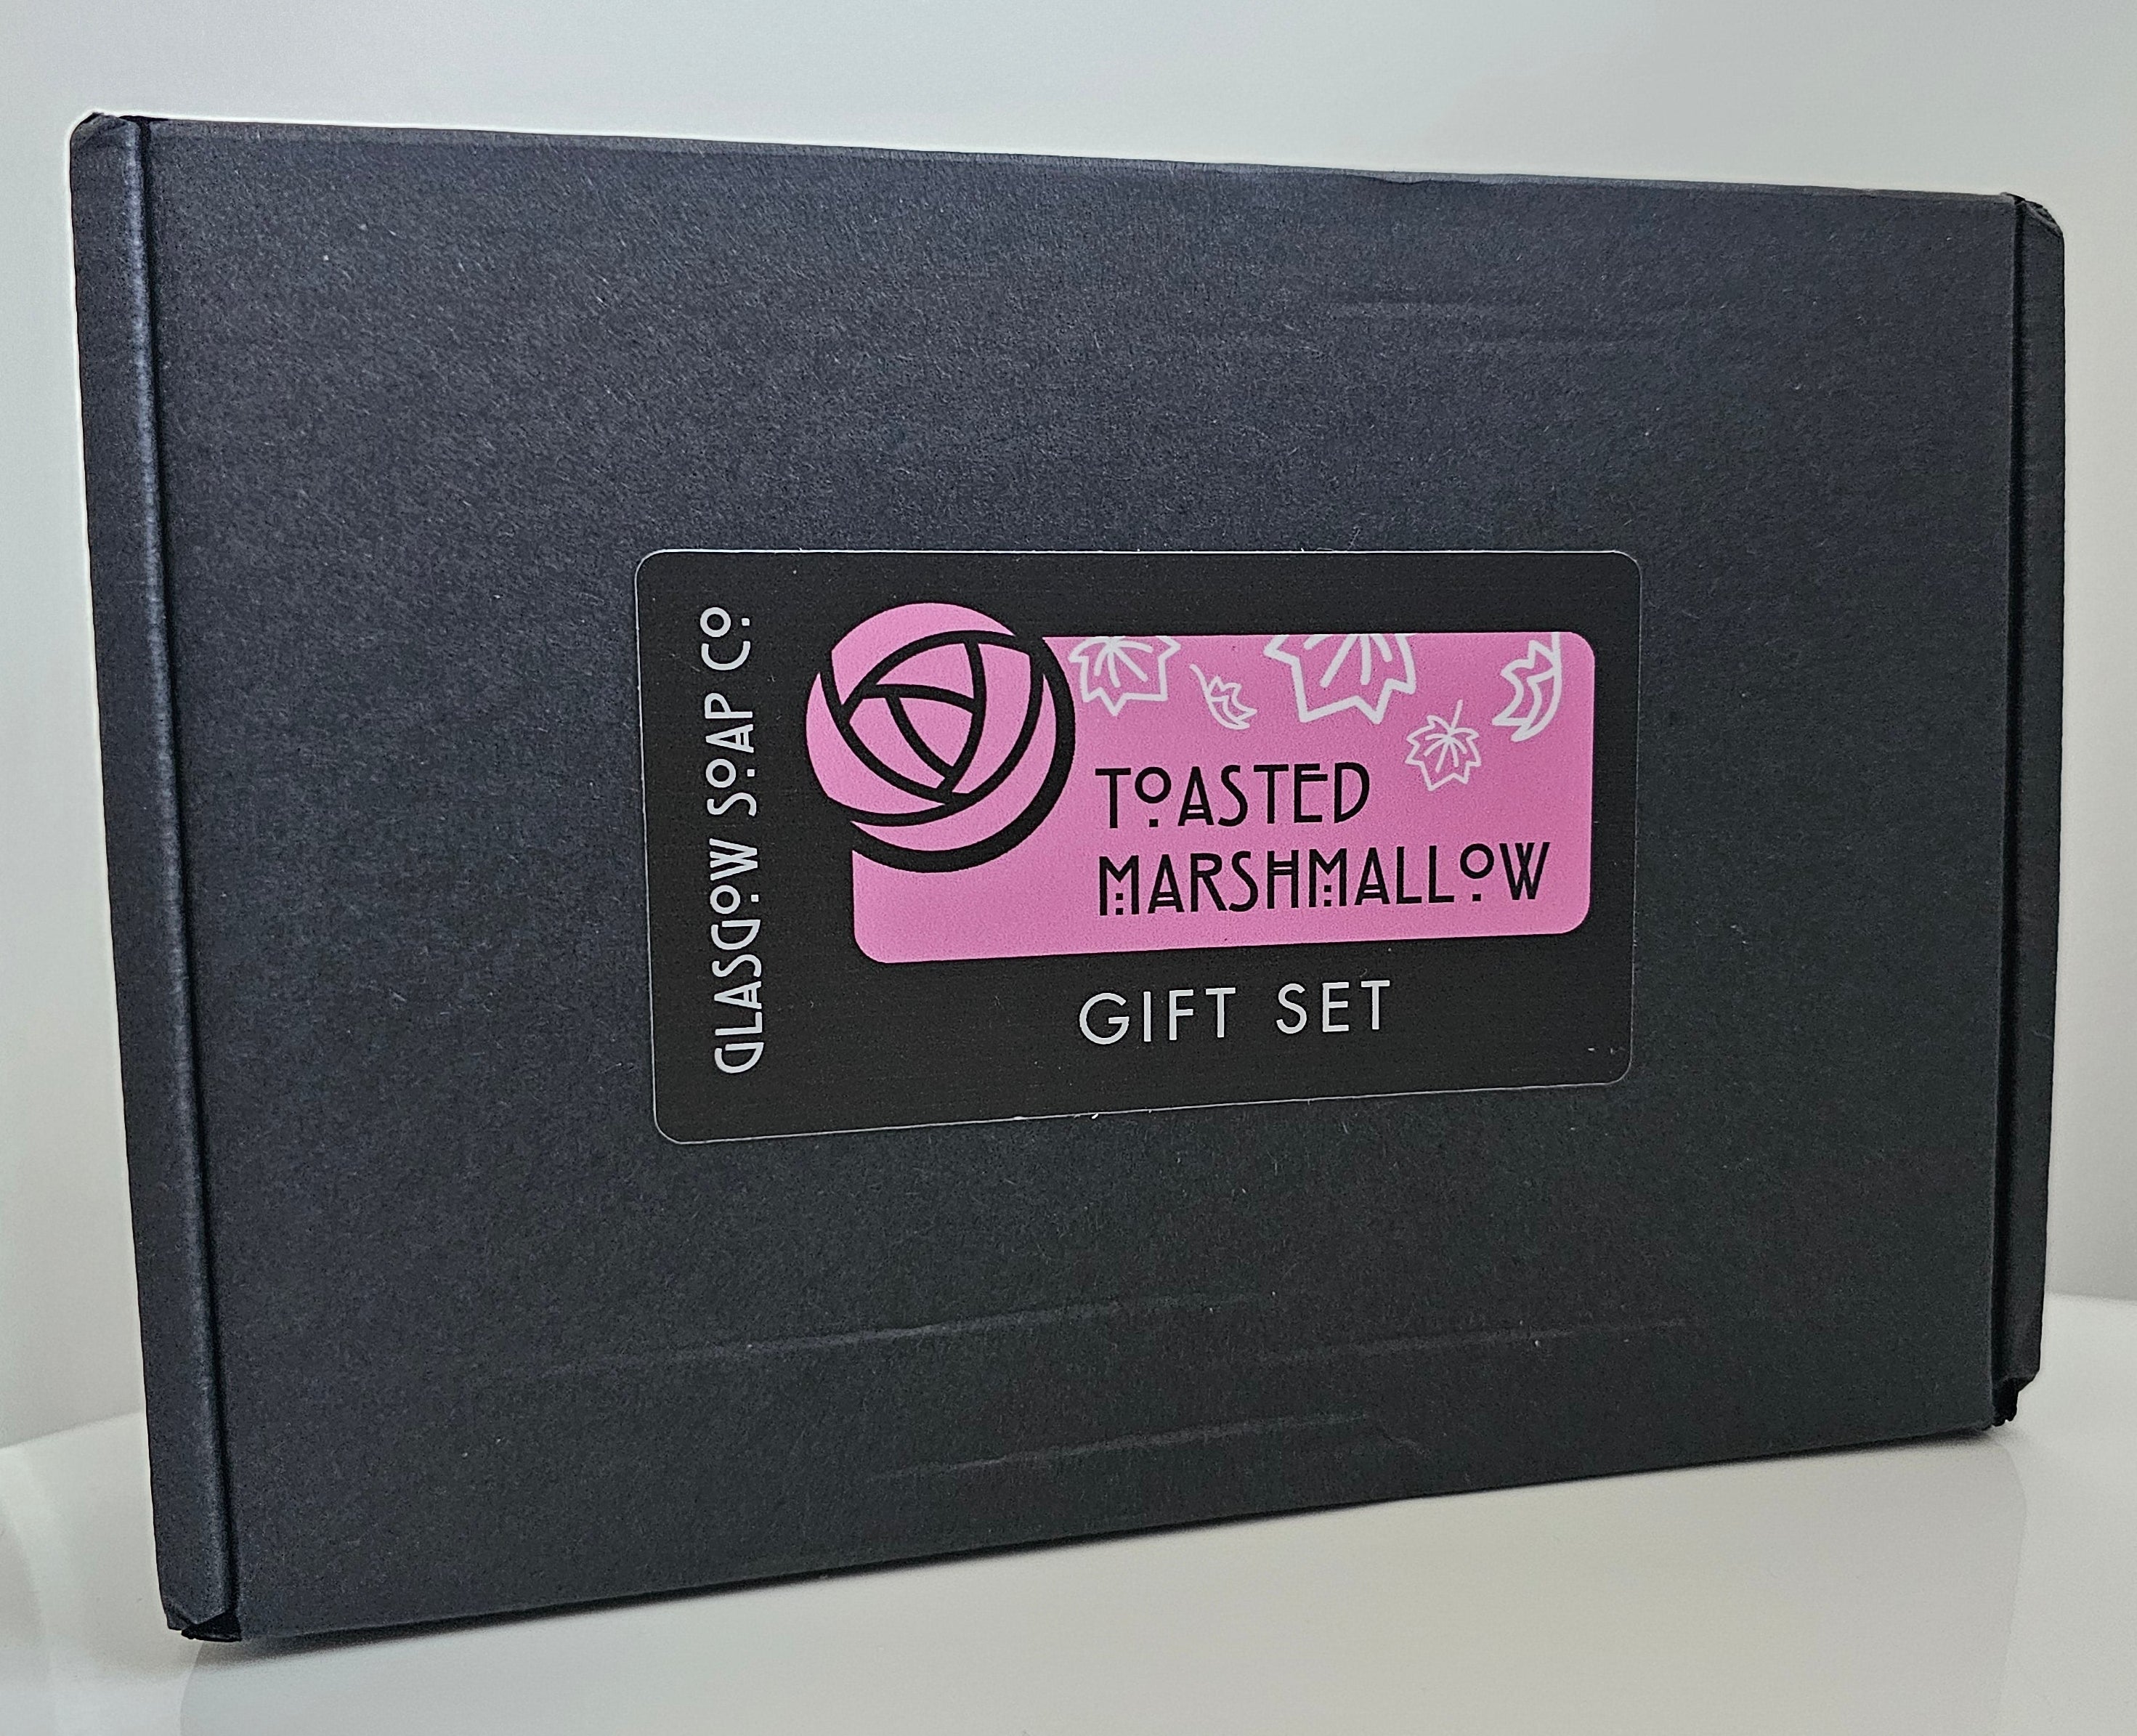 GLASGOW SOAP CO.
TOASTED
MARSHMALLOW
GIFT SET